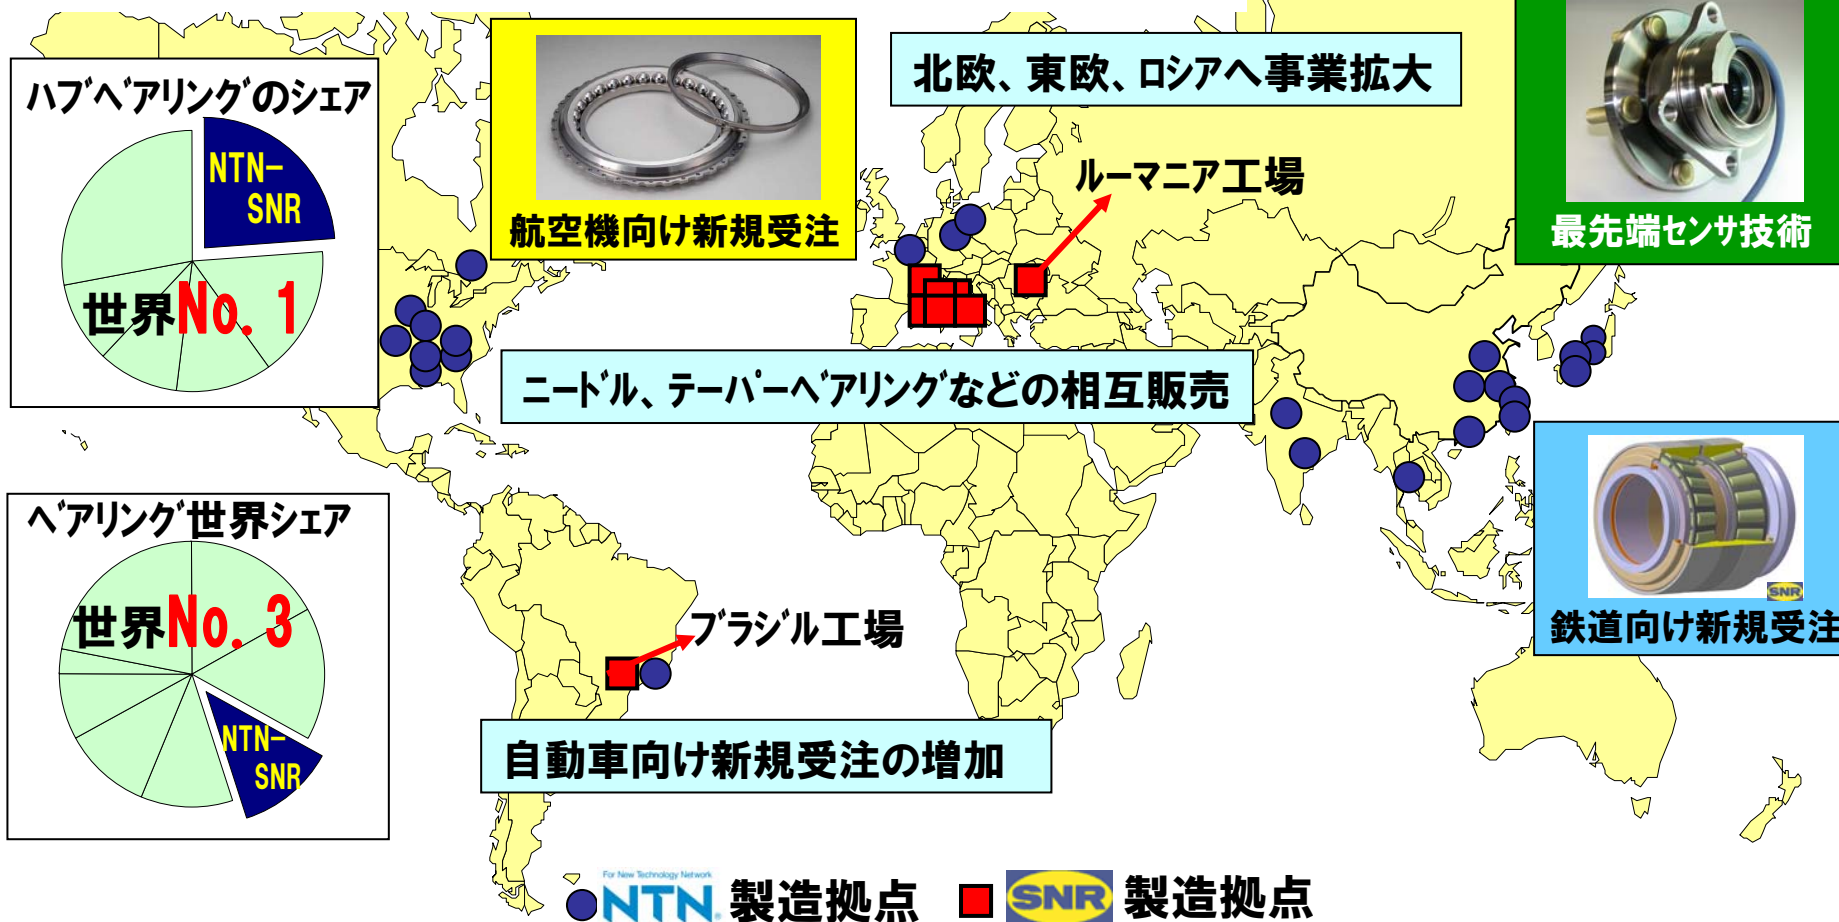 ハブベアリングのシェア
NTN-
SNR
世界No. 1
航空機向け新規受注
北欧、東欧、ロシアへ事業拡大
最先端センサ技術
ルーマニア工場
ニードル、テーパーベアリングなどの相互販売
ベアリング世界シェア
世界No. 3
NTN-
SNR
ブラジル工場
SNR
鉄道向け新規受注
自動車向け新規受注の増加
For New Technology Network
NTN. 製造拠点
SNR 製造拠点